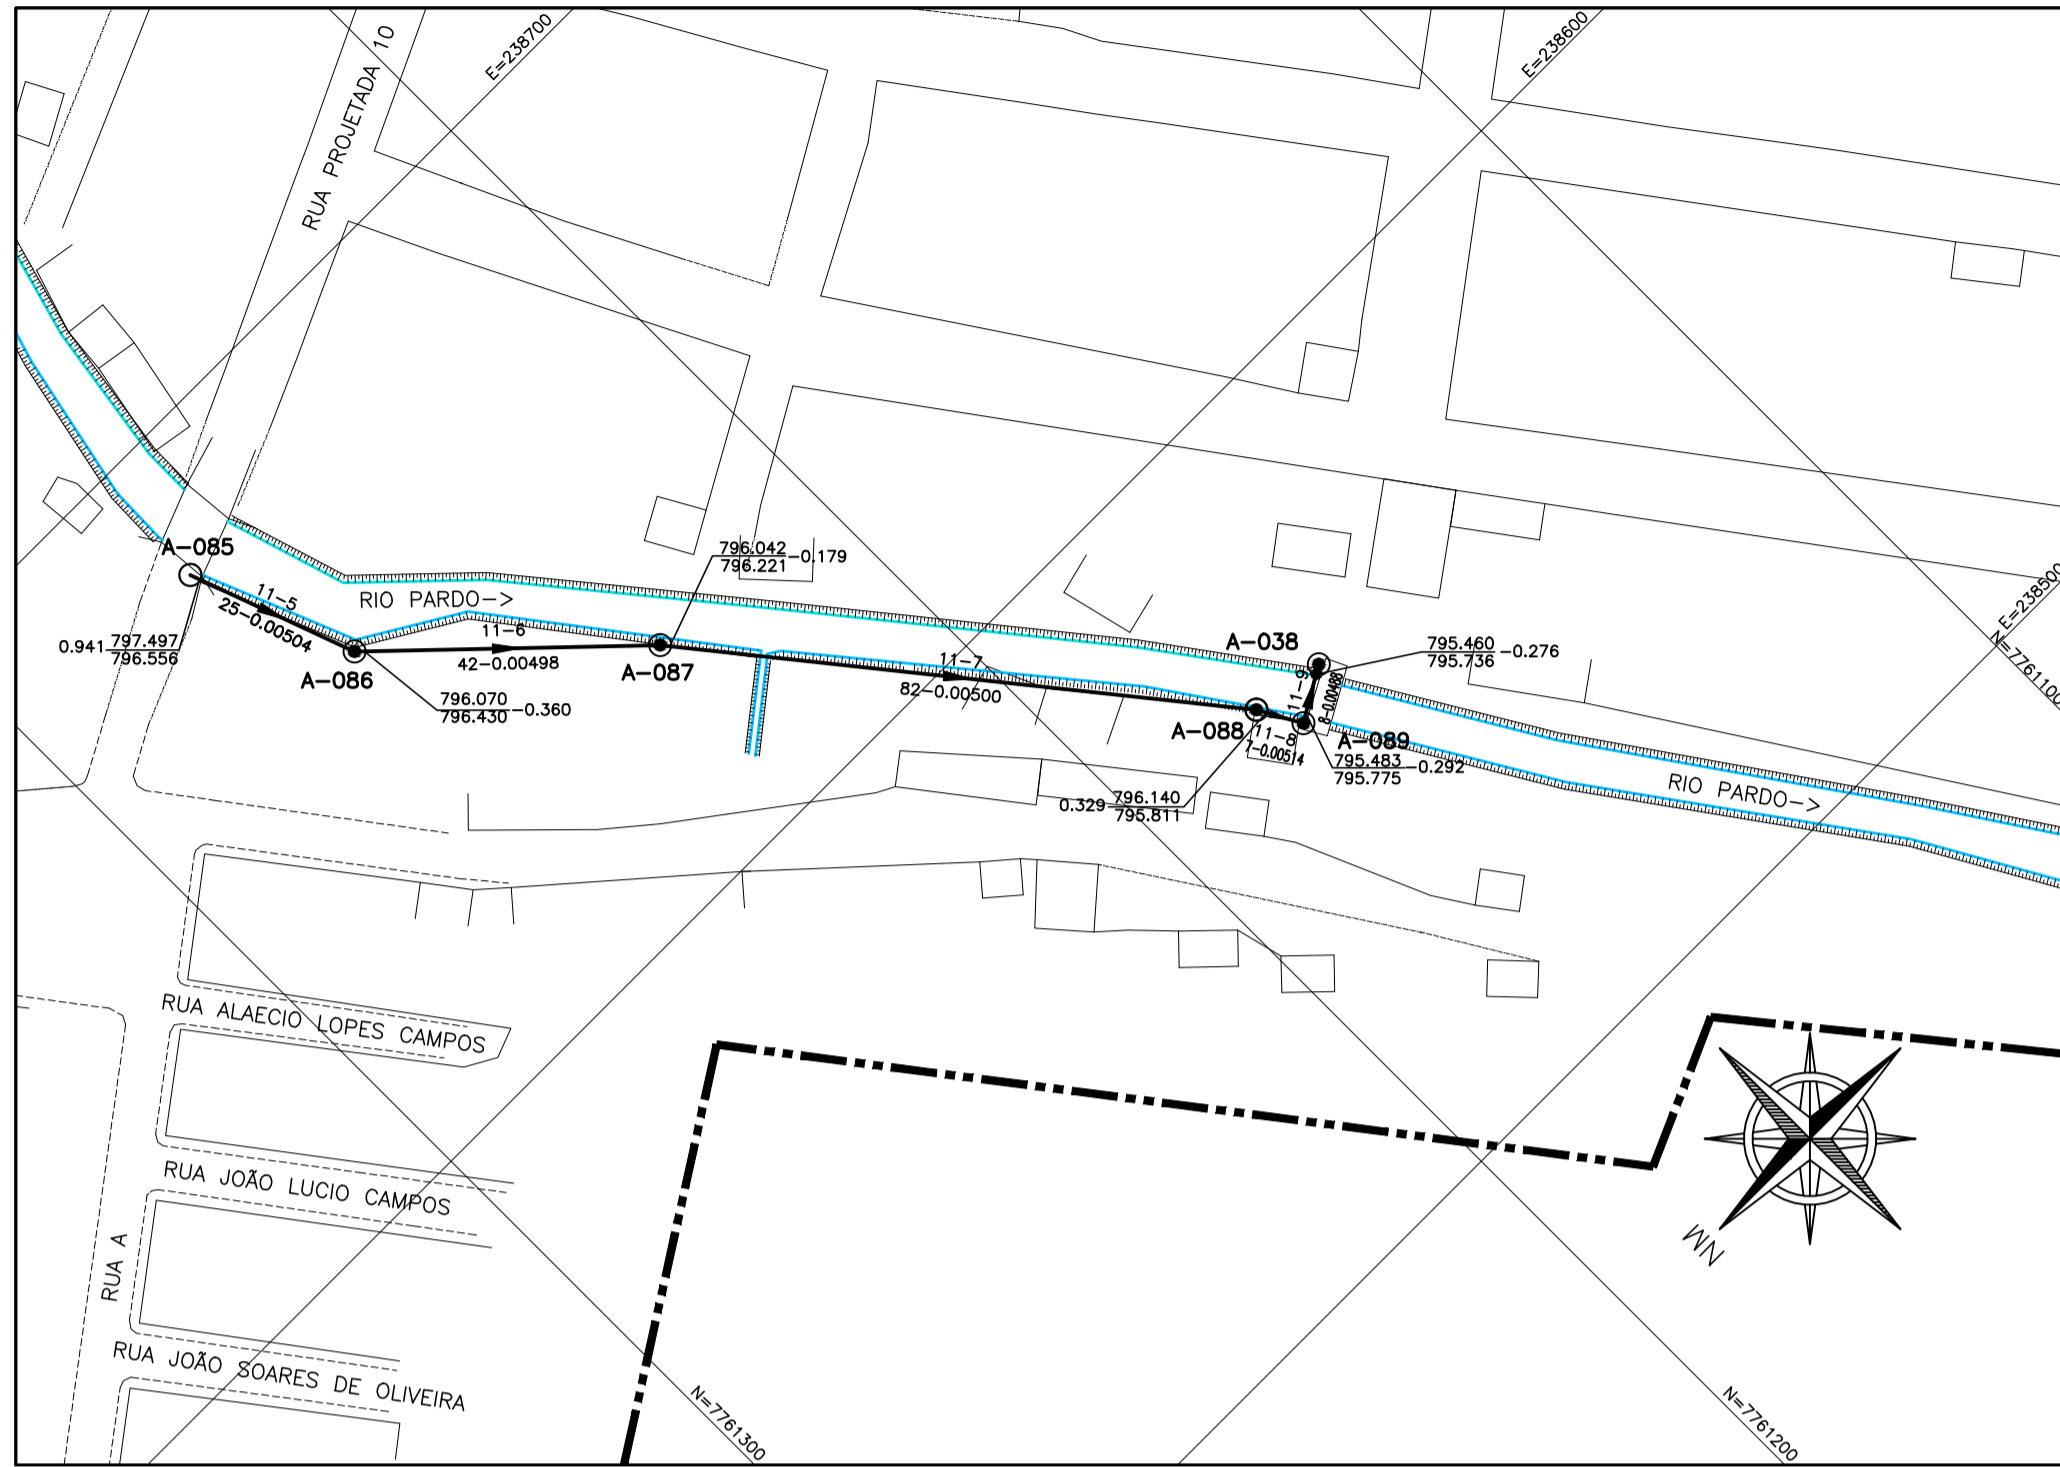 E=238700
E=238600
RUA PROJETADA 10
A-085
796.042
796.221
-0.179
E=238500
N=7761100
11-5
25-0.00504
RIO PARDO->
11-6
42-0.00498
0.941
797.497
796.556
A-086
A-087
A-038
795.460
795.736
-0.276
11-7
82-0.00500
11-9
8-0.00488
796.070
796.430
-0.360
A-088
11-8
7-0.00514
A-089
795.483
795.775
-0.292
RIO PARDO->
0.329
796.140
795.811
RUA ALAECIO LOPES CAMPOS
RUA JOÃO LUCIO CAMPOS
RUA A
NM
RUA JOÃO SOARES DE OLIVEIRA
N=7761300
N=7761200